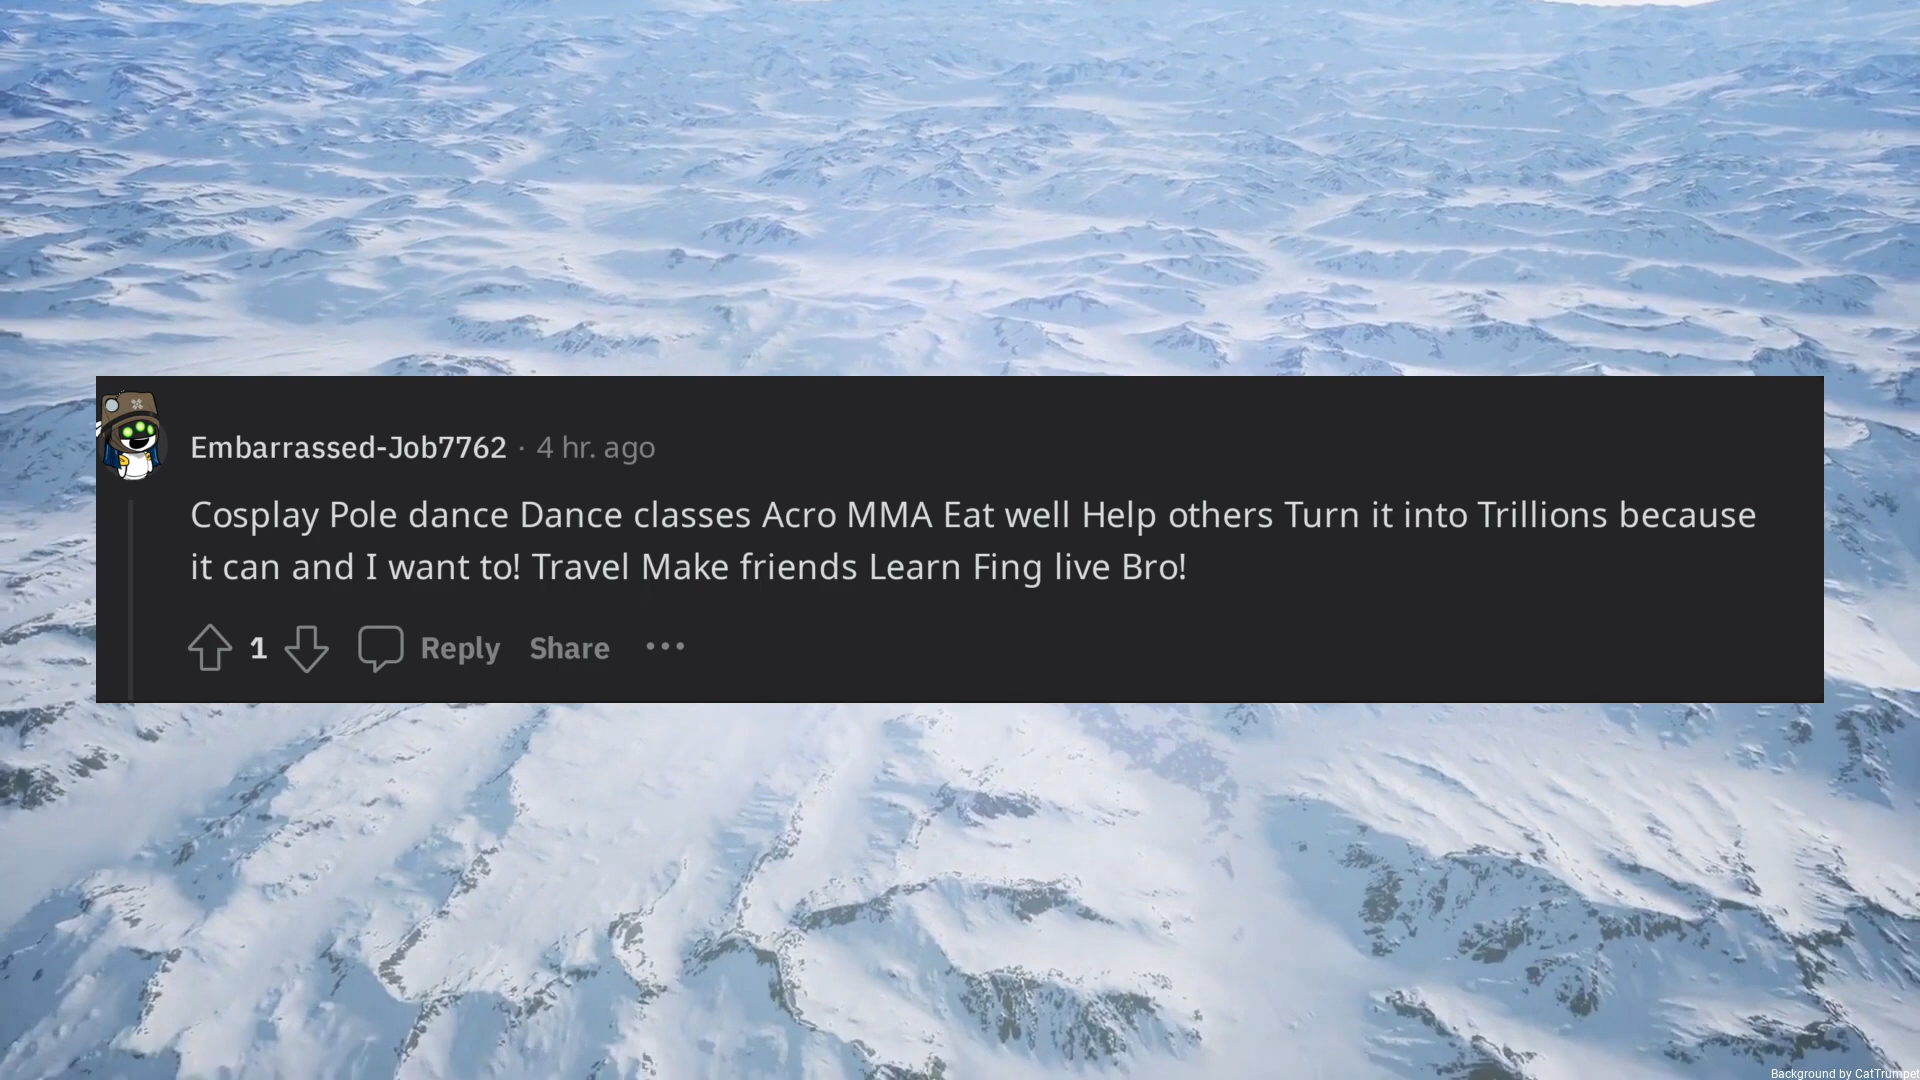 Embarrassed-Job7762 · 4 hr. ago
Cosplay Pole dance Dance classes Acro MMA Eat well Help others Turn it into Trillions because
it can and I want to! Travel Make friends Learn Fing live Bro!
1 Reply Share ···
Background by CatTrumpet